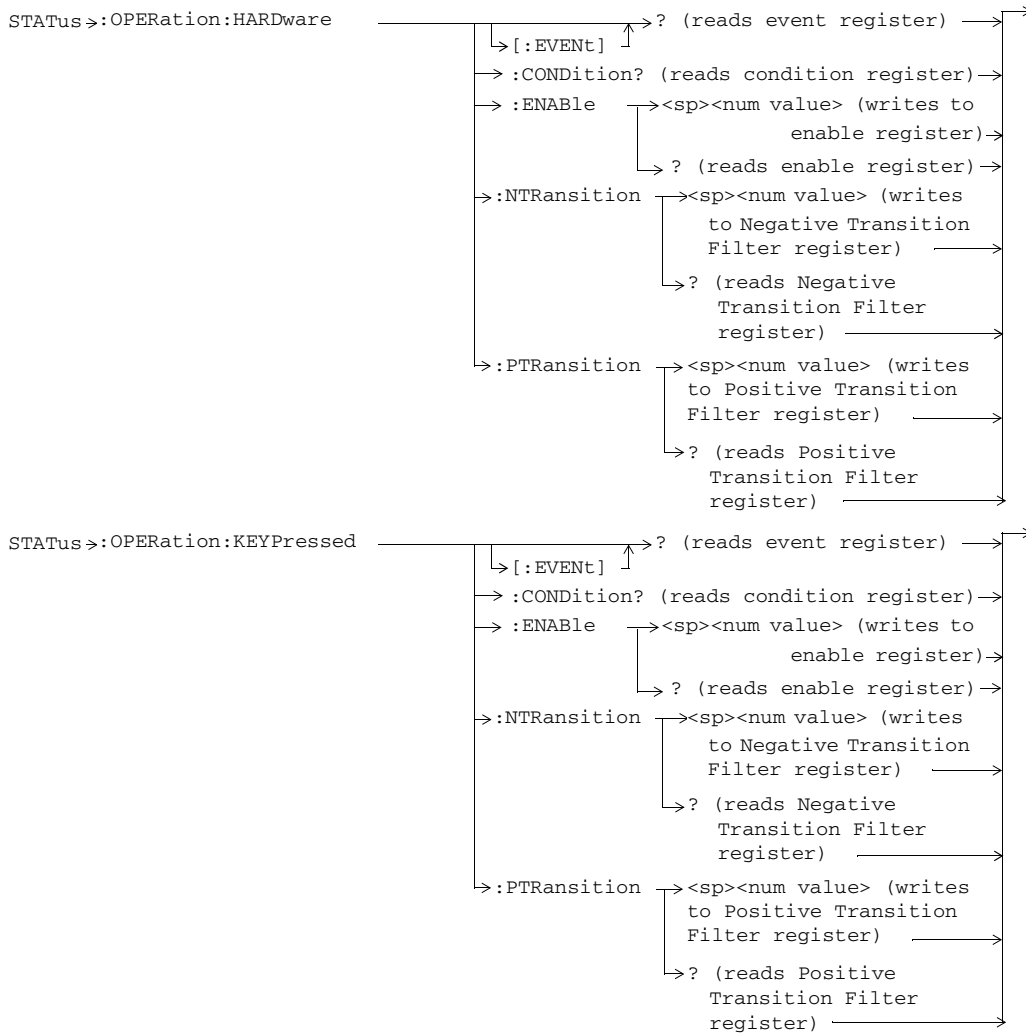 STATus :OPERation:HARDware ? (reads event register)
[:EVENt]
:CONDition? (reads condition register)
:ENABle <sp><num value> (writes to
enable register)
? (reads enable register)
:NTRansition <sp><num value> (writes
to Negative Transition
Filter register)
? (reads Negative
Transition Filter
register)
:PTRansition <sp><num value> (writes
to Positive Transition
Filter register)
? (reads Positive
Transition Filter
register)
STATus :OPERation:KEYPressed ? (reads event register)
[:EVENt]
:CONDition? (reads condition register)
:ENABle <sp><num value> (writes to
enable register)
? (reads enable register)
:NTRansition <sp><num value> (writes
to Negative Transition
Filter register)
? (reads Negative
Transition Filter
register)
:PTRansition <sp><num value> (writes
to Positive Transition
Filter register)
? (reads Positive
Transition Filter
register)